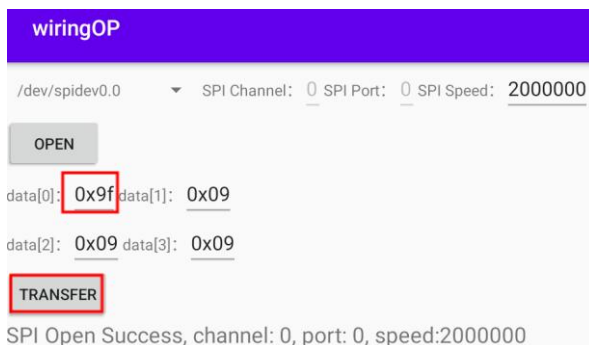 wiringOP
/dev/spidev0.0 SPI Channel: 0 SPI Port: 0 SPI Speed: 2000000
OPEN
data[0]: 0x9f data[1]: 0x09
data[2]: 0x09 data[3]: 0x09
TRANSFER
SPI Open Success, channel: 0, port: 0, speed:2000000